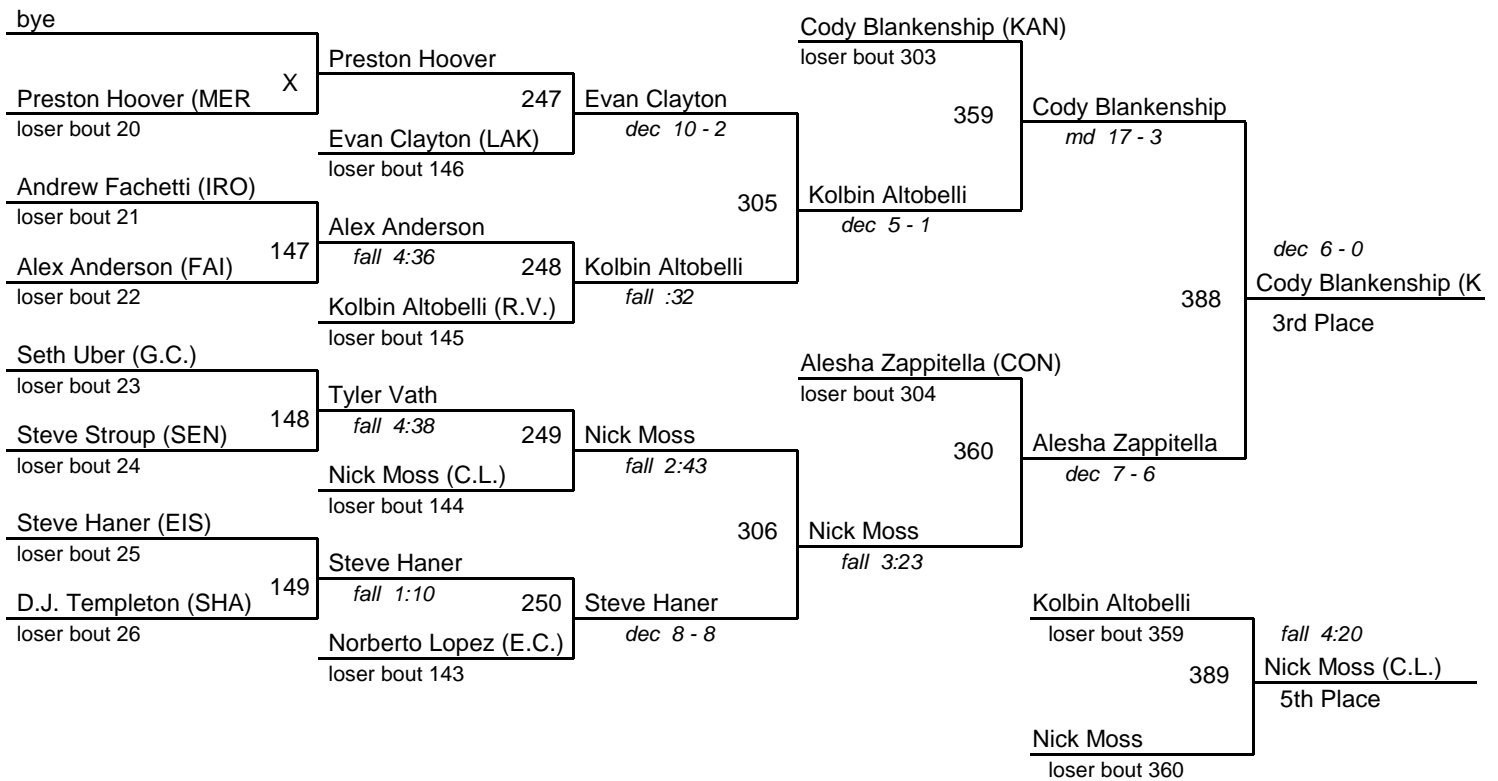 bye
Preston Hoover (MER
loser bout 20
X
Andrew Fachetti (IRO)
loser bout 21
Alex Anderson (FAI)
loser bout 22
147
Seth Uber (G.C.)
loser bout 23
Steve Stroup (SEN)
loser bout 24
148
Steve Haner (EIS)
loser bout 25
D.J. Templeton (SHA)
loser bout 26
149
Preston Hoover
247
Evan Clayton (LAK)
loser bout 146
Alex Anderson
fall 4:36
248
Kolbin Altobelli (R.V.)
loser bout 145
Tyler Vath
fall 4:38
249
Nick Moss (C.L.)
loser bout 144
Steve Haner
fall 1:10
250
Norberto Lopez (E.C.)
loser bout 143
Evan Clayton
dec 10 - 2
305
Kolbin Altobelli
fall :32
Nick Moss
fall 2:43
306
Steve Haner
dec 8 - 8
Cody Blankenship (KAN)
loser bout 303
359
Kolbin Altobelli
dec 5 - 1
Alesha Zappitella (CON)
loser bout 304
360
Nick Moss
fall 3:23
Cody Blankenship
md 17 - 3
388
Alesha Zappitella
dec 7 - 6
dec 6 - 0
Cody Blankenship (K
3rd Place
Kolbin Altobelli
loser bout 359
389
Nick Moss
loser bout 360
fall 4:20
Nick Moss (C.L.)
5th Place